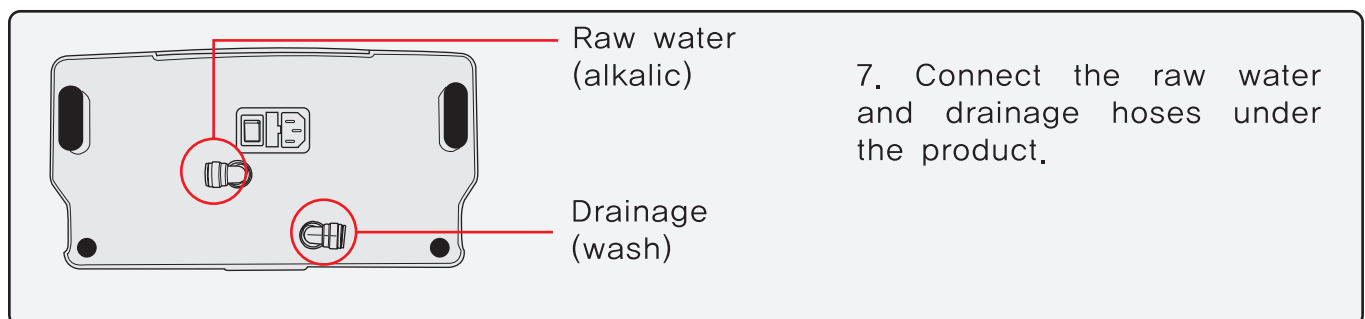 Raw water
(alkalic)
7. Connect the raw water
and drainage hoses under
the product.
Drainage
(wash)